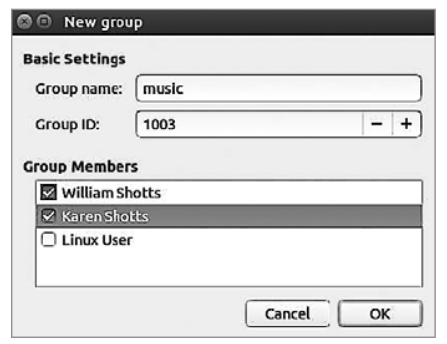 New group
Basic Settings
Group name: music
Group ID: 1003 − +
Group Members
William Shotts
Karen Shotts
Linux User
Cancel OK